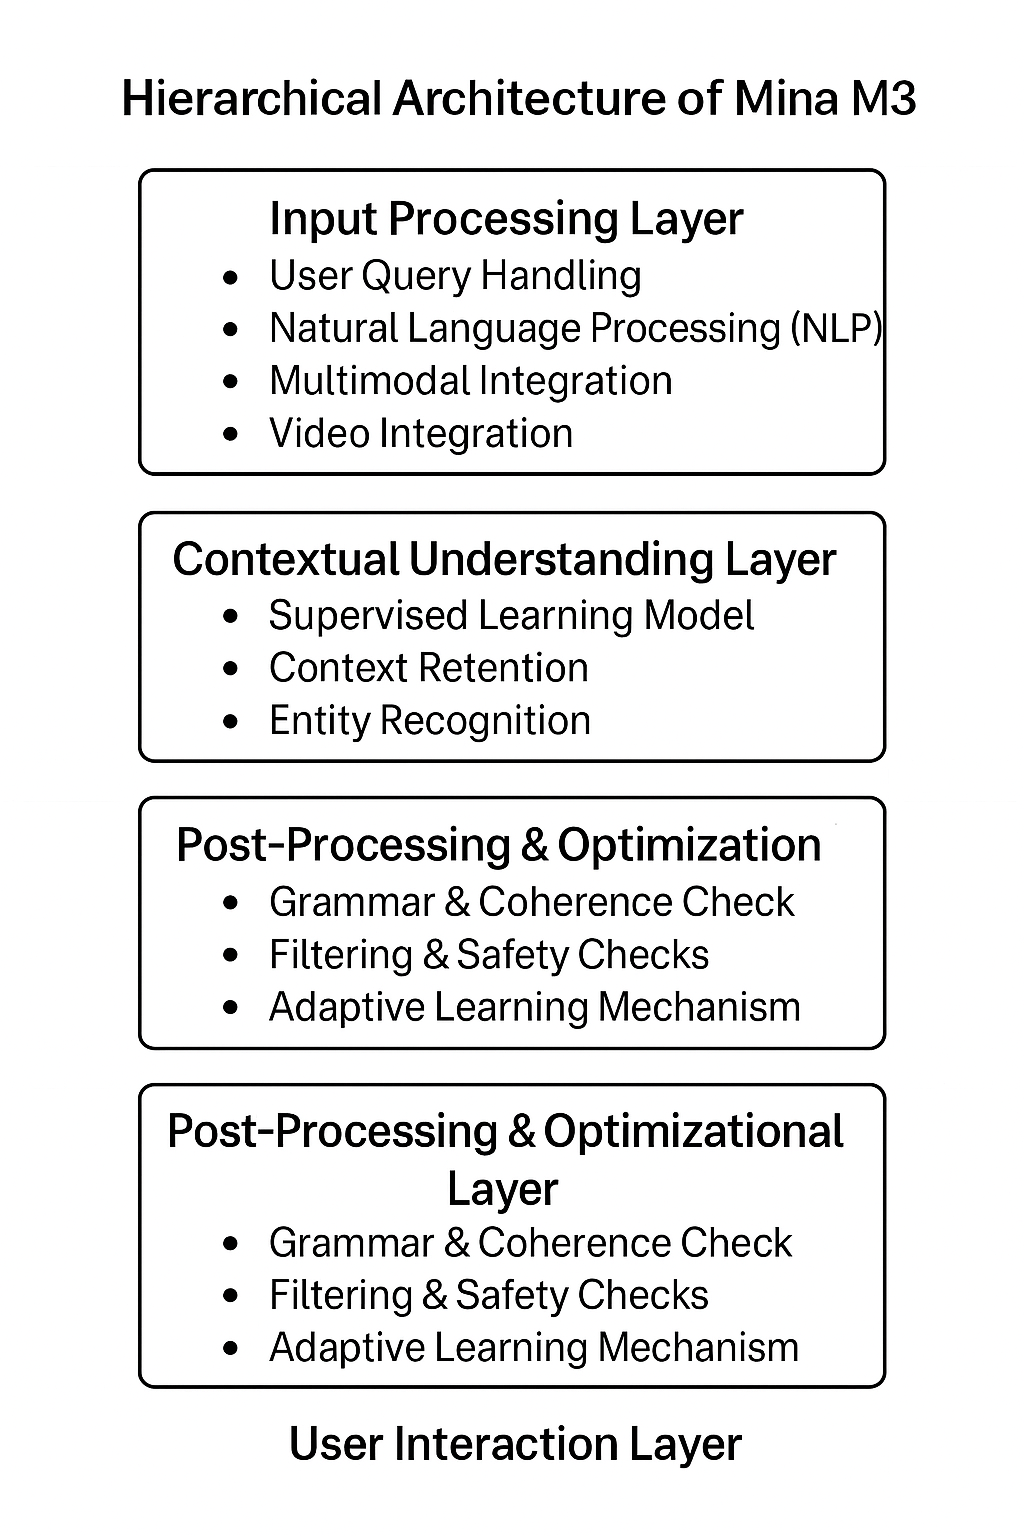 Hierarchical Architecture of Mina M3
Input Processing Layer
• User Query Handling
• Natural Language Processing (NLP)
• Multimodal Integration
• Video Integration
Contextual Understanding Layer
• Supervised Learning Model
• Context Retention
• Entity Recognition
Post-Processing & Optimization
• Grammar & Coherence Check
• Filtering & Safety Checks
• Adaptive Learning Mechanism
Post-Processing & Optimizational
Layer
• Grammar & Coherence Check
• Filtering & Safety Checks
• Adaptive Learning Mechanism
User Interaction Layer